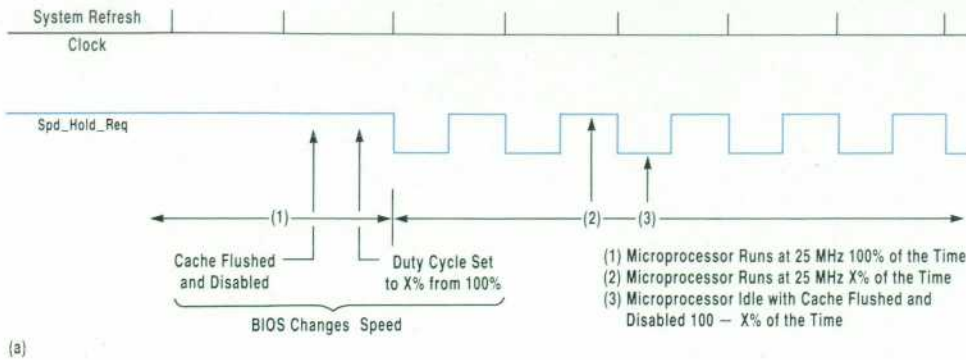 System Refresh
Clock
Spd_Hold_Req
(1)
(2)
(3)
Cache Flushed
and Disabled
Duty Cycle Set
to X% from 100%
BIOS Changes Speed
(1) Microprocessor Runs at 25 MHz 100% of the Time
(2) Microprocessor Runs at 25 MHz X% of the Time
(3) Microprocessor Idle with Cache Flushed and
Disabled 100 — X% of the Time
(a)